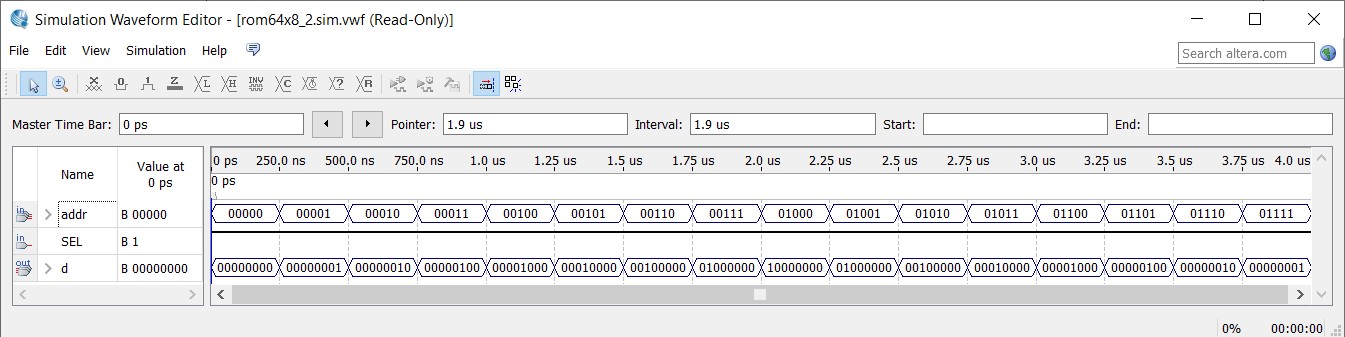 Simulation Waveform Editor - [rom64x8_2.sim.vwf (Read-Only)]
File Edit View Simulation Help
Search altera.com
Master Time Bar: 0 ps Pointer: 1.9 us Interval: 1.9 us Start: End:
Name Value at 0 ps
0 ps 250.0 ns 500.0 ns 750.0 ns 1.0 us 1.25 us 1.5 us 1.75 us 2.0 us 2.25 us 2.5 us 2.75 us 3.0 us 3.25 us 3.5 us 3.75 us 4.0 us
0 ps
in addr B 00000 00000 00001 00010 00011 00100 00101 00110 00111 01000 01001 01010 01011 01100 01101 01110 01111
in SEL B 1
out d B 00000000 00000000 00000001 00000010 00000100 00001000 00010000 00100000 01000000 10000000 01000000 00100000 00010000 00001000 00000100 00000010 00000001
0% 00:00:00